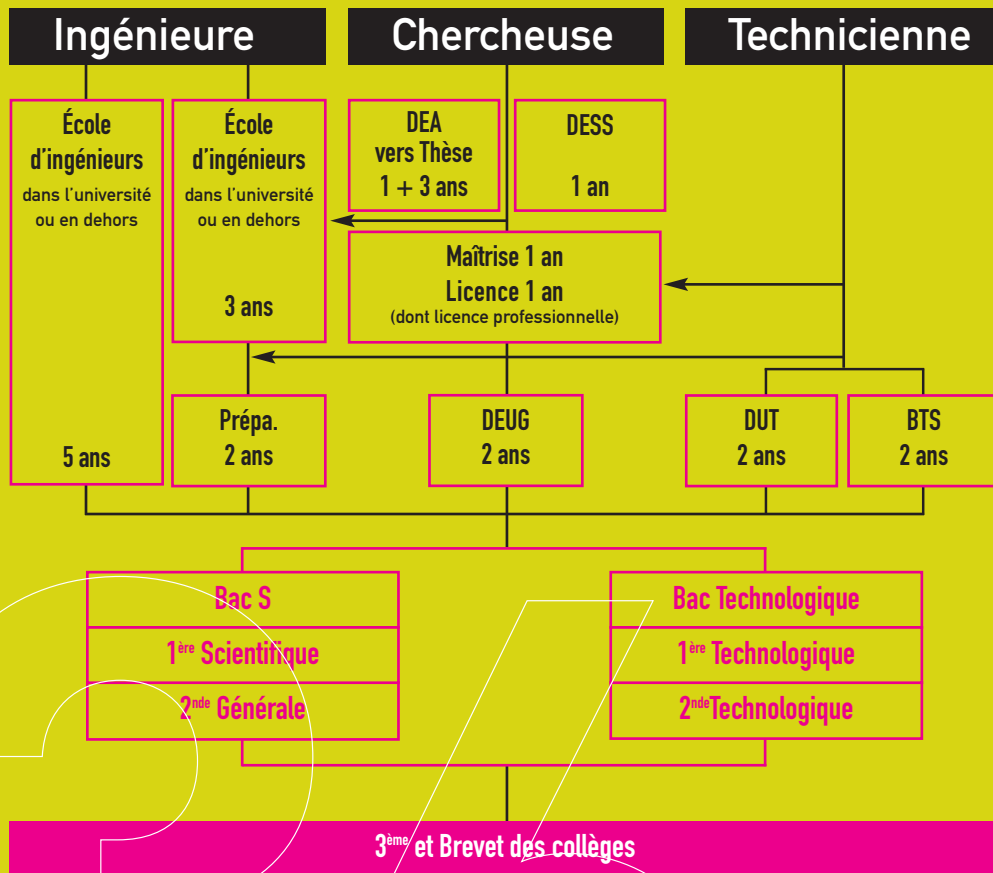 Ingénieure
Chercheuse
Technicienne
École
d'ingénieurs
dans l'université
ou en dehors
5 ans
École
d'ingénieurs
dans l'université
ou en dehors
3 ans
DEA
vers Thèse
1 + 3 ans
DESS
1 an
Maîtrise 1 an
Licence 1 an
(dont licence professionnelle)
Prépa.
2 ans
DEUG
2 ans
DUT
2 ans
BTS
2 ans
Bac S
1ère Scientifique
2nde Générale
Bac Technologique
1ère Technologique
2ndeTechnologique
3ème et Brevet des collèges